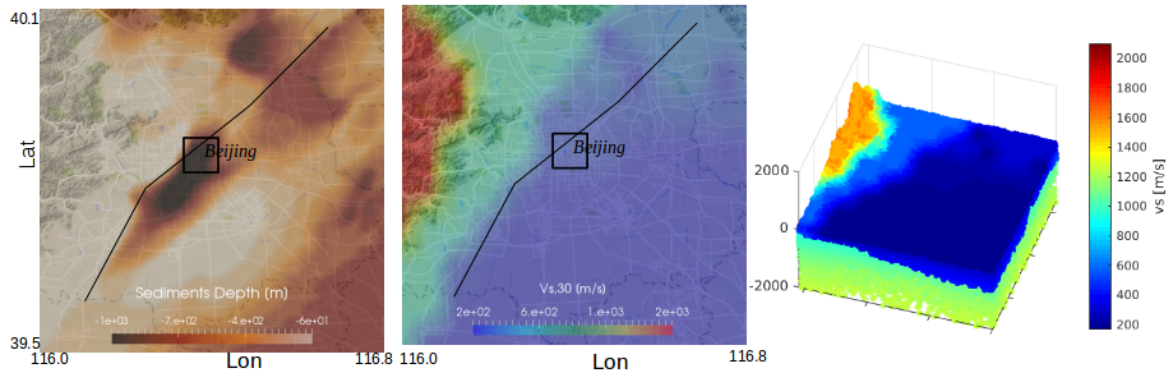 40.1
Lat
39.5
116.0
Lon
116.8
Beijing
Sediments Depth (m)
-1e+03 -7.e+02 -4.e+02 -6e+01
Beijing
Vs,30 [m/s]
2e+02 6e+02 1.e+03 2e+03
116.0
Lon
116.8
2000
0
-2000
2000
1800
1600
1400
1200
1000
800
600
400
200
vs [m/s]